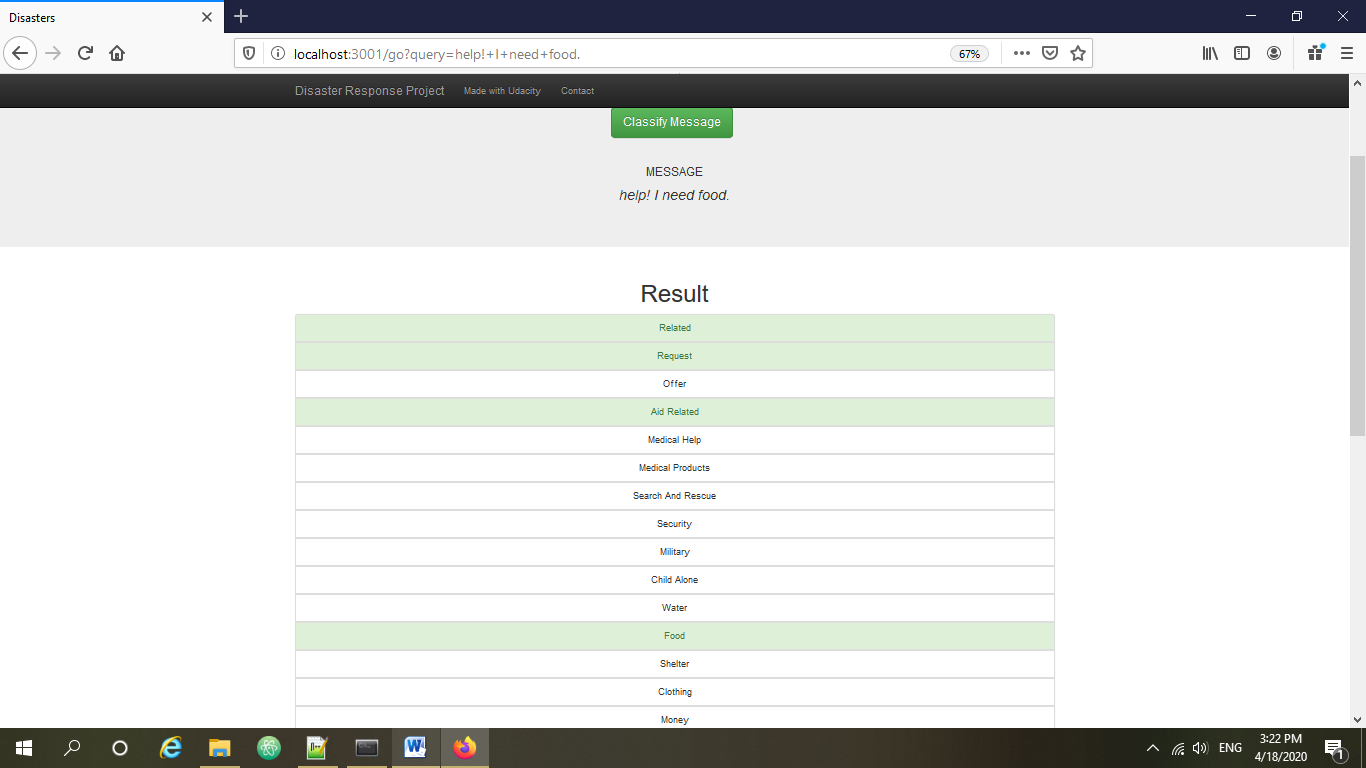 Disasters
localhost:3001/go?query=help!+I+need+food.
67%
Disaster Response Project Made with Udacity Contact
Classify Message
MESSAGE
help! I need food.
Result
Related
Request
Offer
Aid Related
Medical Help
Medical Products
Search And Rescue
Security
Military
Child Alone
Water
Food
Shelter
Clothing
Money
ENG
3:22 PM
4/18/2020
1